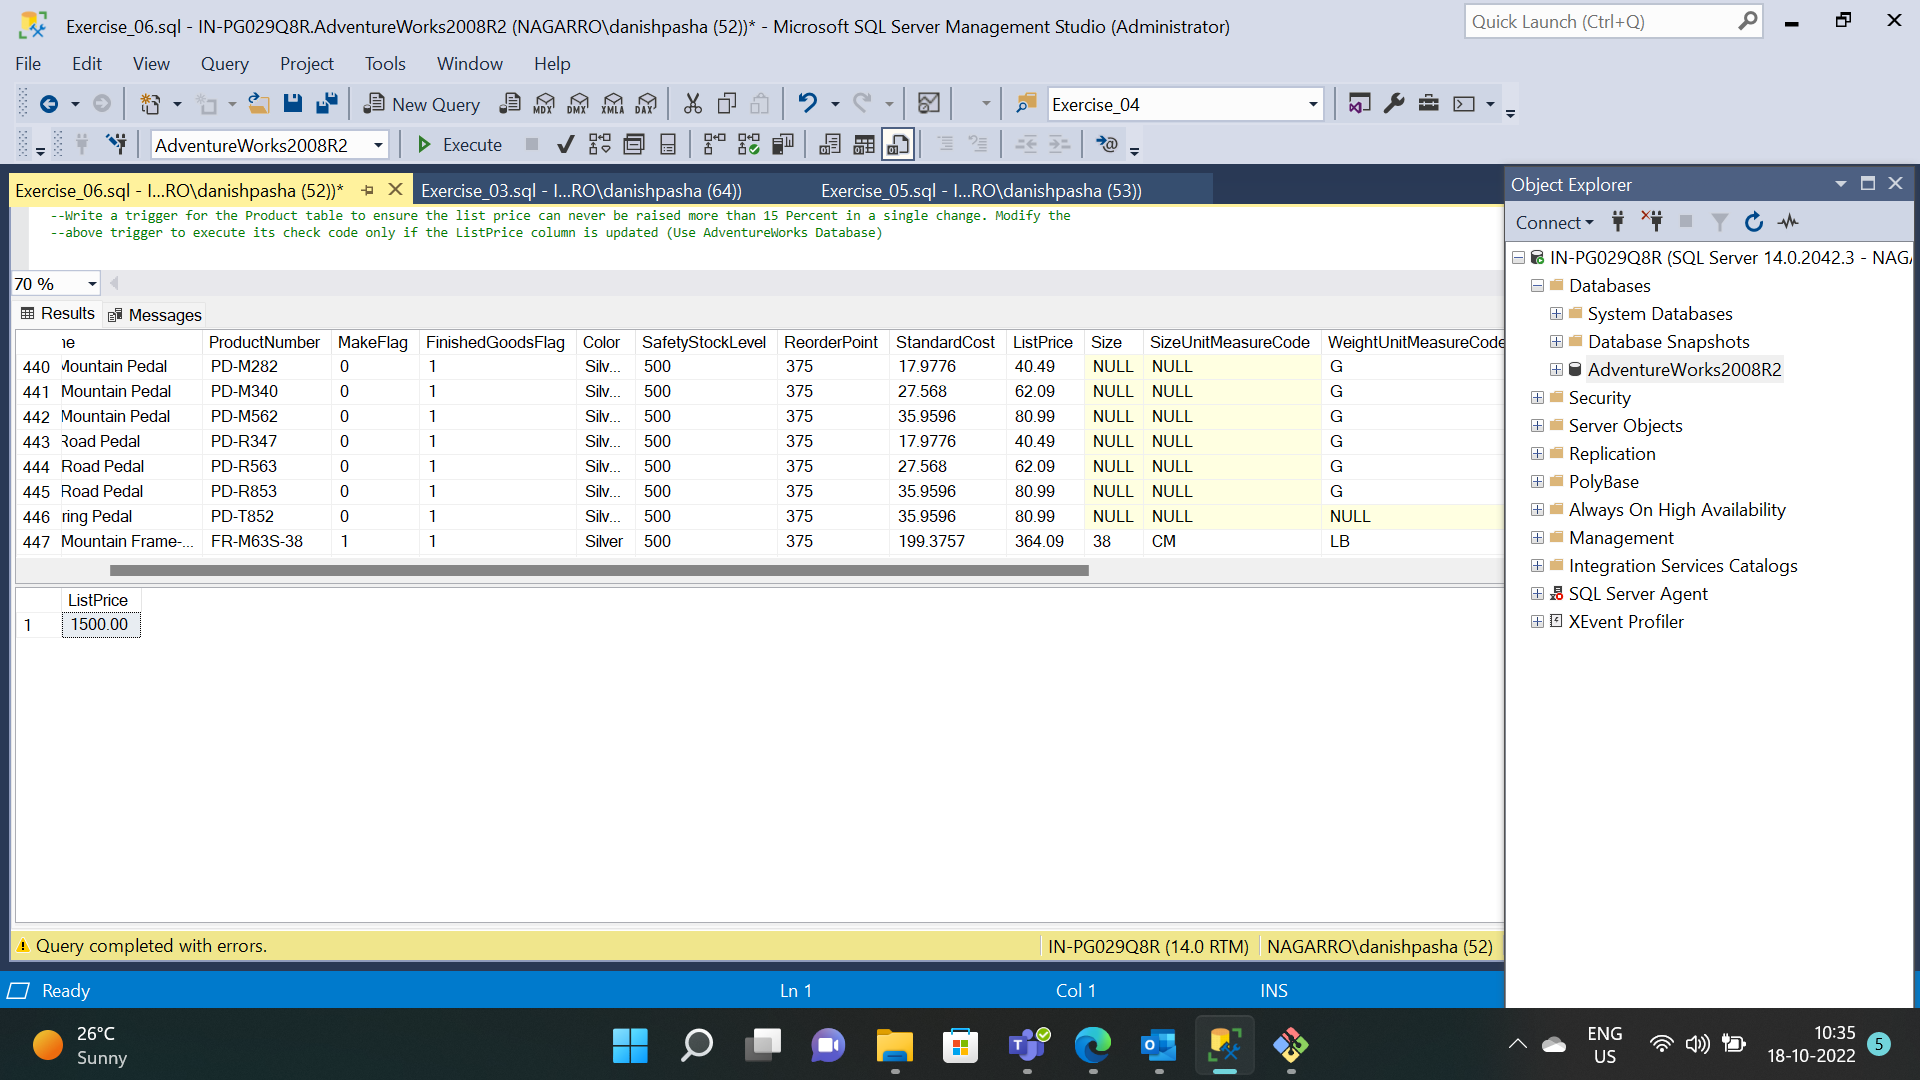 Exercise_06.sql - IN-PG029Q8R.AdventureWorks2008R2 (NAGARRO\danishpasha (52))* - Microsoft SQL Server Management Studio (Administrator)
Quick Launch (Ctrl+Q)
File Edit View Query Project Tools Window Help
New Query MDX DMX XMLA DAX Exercise_04
AdventureWorks2008R2 Execute
Exercise_06.sql - I...RO\danishpasha (52))* Exercise_03.sql - I...RO\danishpasha (64)) Exercise_05.sql - I...RO\danishpasha (53))
--Write a trigger for the Product table to ensure the list price can never be raised more than 15 Percent in a single change. Modify the
--above trigger to execute its check code only if the ListPrice column is updated (Use AdventureWorks Database)
70 %
Results Messages
ne ProductNumber MakeFlag FinishedGoodsFlag Color SafetyStockLevel ReorderPoint StandardCost ListPrice Size SizeUnitMeasureCode WeightUnitMeasureCode
440 Mountain Pedal PD-M282 0 1 Silv... 500 375 17.9776 40.49 NULL NULL G
441 Mountain Pedal PD-M340 0 1 Silv... 500 375 27.568 62.09 NULL NULL G
442 Mountain Pedal PD-M562 0 1 Silv... 500 375 35.9596 80.99 NULL NULL G
443 Road Pedal PD-R347 0 1 Silv... 500 375 17.9776 40.49 NULL NULL G
444 Road Pedal PD-R563 0 1 Silv... 500 375 27.568 62.09 NULL NULL G
445 Road Pedal PD-R853 0 1 Silv... 500 375 35.9596 80.99 NULL NULL G
446 ring Pedal PD-T852 0 1 Silv... 500 375 35.9596 80.99 NULL NULL NULL
447 Mountain Frame-... FR-M63S-38 1 1 Silver 500 375 199.3757 364.09 38 CM LB
ListPrice
1 1500.00
Query completed with errors. IN-PG029Q8R (14.0 RTM) NAGARRO\danishpasha (52)
Ready Ln 1 Col 1 INS
Object Explorer
Connect
IN-PG029Q8R (SQL Server 14.0.2042.3 - NAGA
Databases
System Databases
Database Snapshots
AdventureWorks2008R2
Security
Server Objects
Replication
PolyBase
Always On High Availability
Management
Integration Services Catalogs
SQL Server Agent
XEvent Profiler
26°C
Sunny
ENG
US
10:35
18-10-2022
5